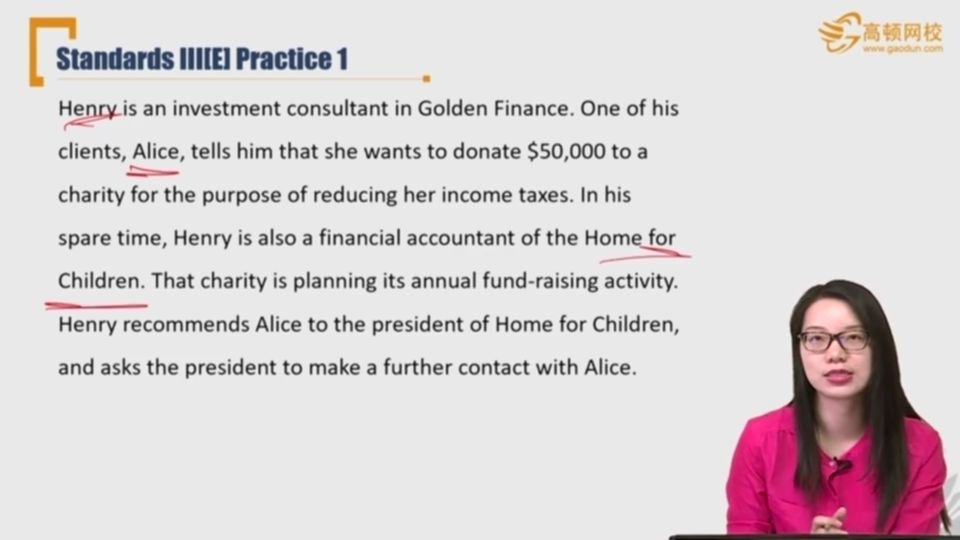 Standards III[E] Practice 1
高顿网校
www.gaodun.com
Henry is an investment consultant in Golden Finance. One of his
clients, Alice, tells him that she wants to donate $50,000 to a
charity for the purpose of reducing her income taxes. In his
spare time, Henry is also a financial accountant of the Home for
Children. That charity is planning its annual fund-raising activity.
Henry recommends Alice to the president of Home for Children,
and asks the president to make a further contact with Alice.